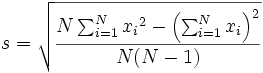 $s = \sqrt{\frac{N \sum_{i=1}^{N} {x_i}^2 - \left( \sum_{i=1}^{N} x_i \right)^2}{N(N-1)}}$